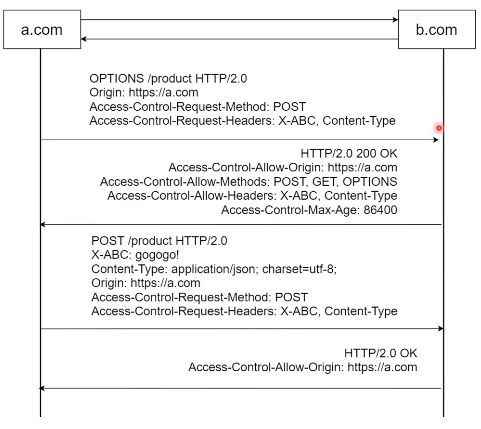 a.com
b.com
OPTIONS /product HTTP/2.0
Origin: https://a.com
Access-Control-Request-Method: POST
Access-Control-Request-Headers: X-ABC, Content-Type
HTTP/2.0 200 OK
Access-Control-Allow-Origin: https://a.com
Access-Control-Allow-Methods: POST, GET, OPTIONS
Access-Control-Allow-Headers: X-ABC, Content-Type
Access-Control-Max-Age: 86400
POST /product HTTP/2.0
X-ABC: gogogo!
Content-Type: application/json; charset=utf-8;
Origin: https://a.com
Access-Control-Request-Method: POST
Access-Control-Request-Headers: X-ABC, Content-Type
HTTP/2.0 OK
Access-Control-Allow-Origin: https://a.com